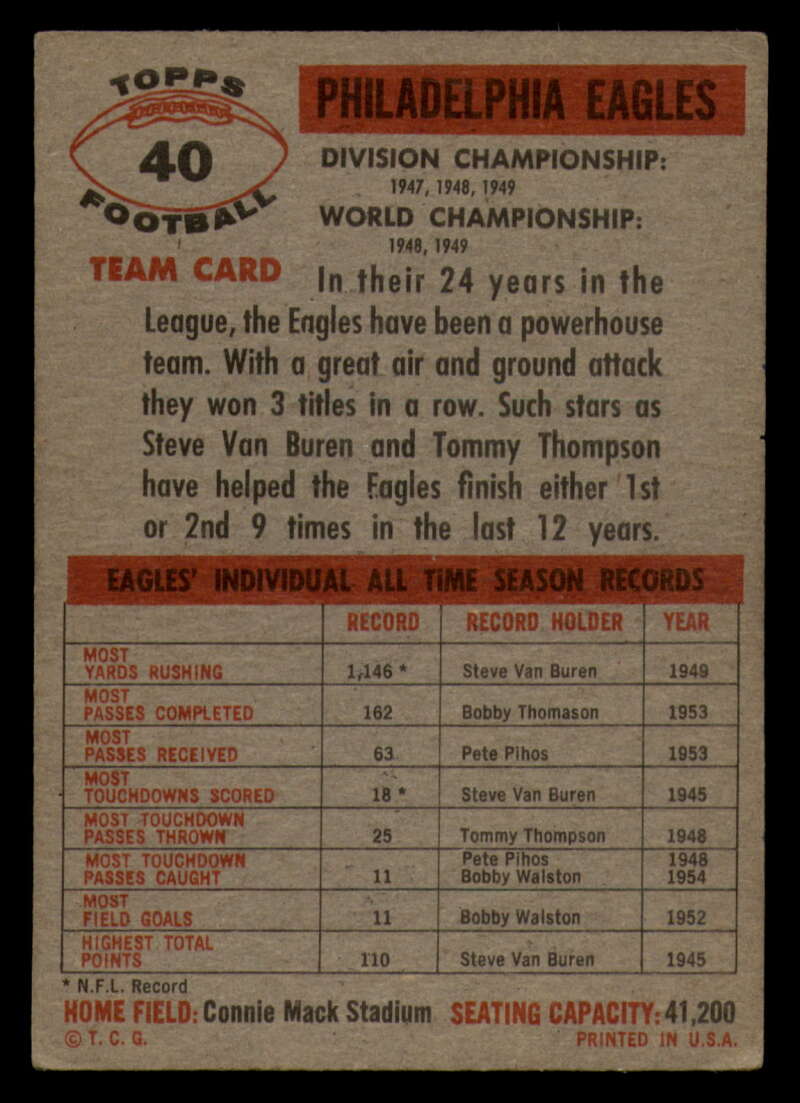 TOPPS
40
FOOTBALL
TEAM CARD
PHILADELPHIA EAGLES
DIVISION CHAMPIONSHIP:
1947, 1948, 1949
WORLD CHAMPIONSHIP:
1948, 1949
In their 24 years in the
League, the Eagles have been a powerhouse
team. With a great air and ground attack
they won 3 titles in a row. Such stars as
Steve Van Buren and Tommy Thompson
have helped the Eagles finish either 1st
or 2nd 9 times in the last 12 years.
EAGLES' INDIVIDUAL ALL TIME SEASON RECORDS
RECORD RECORD HOLDER YEAR
MOST
YARDS RUSHING 1,146 * Steve Van Buren 1949
MOST
PASSES COMPLETED 162 Bobby Thomason 1953
MOST
PASSES RECEIVED 63 Pete Pihos 1953
MOST
TOUCHDOWNS SCORED 18 * Steve Van Buren 1945
MOST TOUCHDOWN
PASSES THROWN 25 Tommy Thompson 1948
MOST TOUCHDOWN Pete Pihos 1948
PASSES CAUGHT 11 Bobby Walston 1954
MOST
FIELD GOALS 11 Bobby Walston 1952
HIGHEST TOTAL
POINTS 110 Steve Van Buren 1945
* N.F.L. Record
HOME FIELD: Connie Mack Stadium SEATING CAPACITY: 41,200
© T. C. G. PRINTED IN U.S.A.